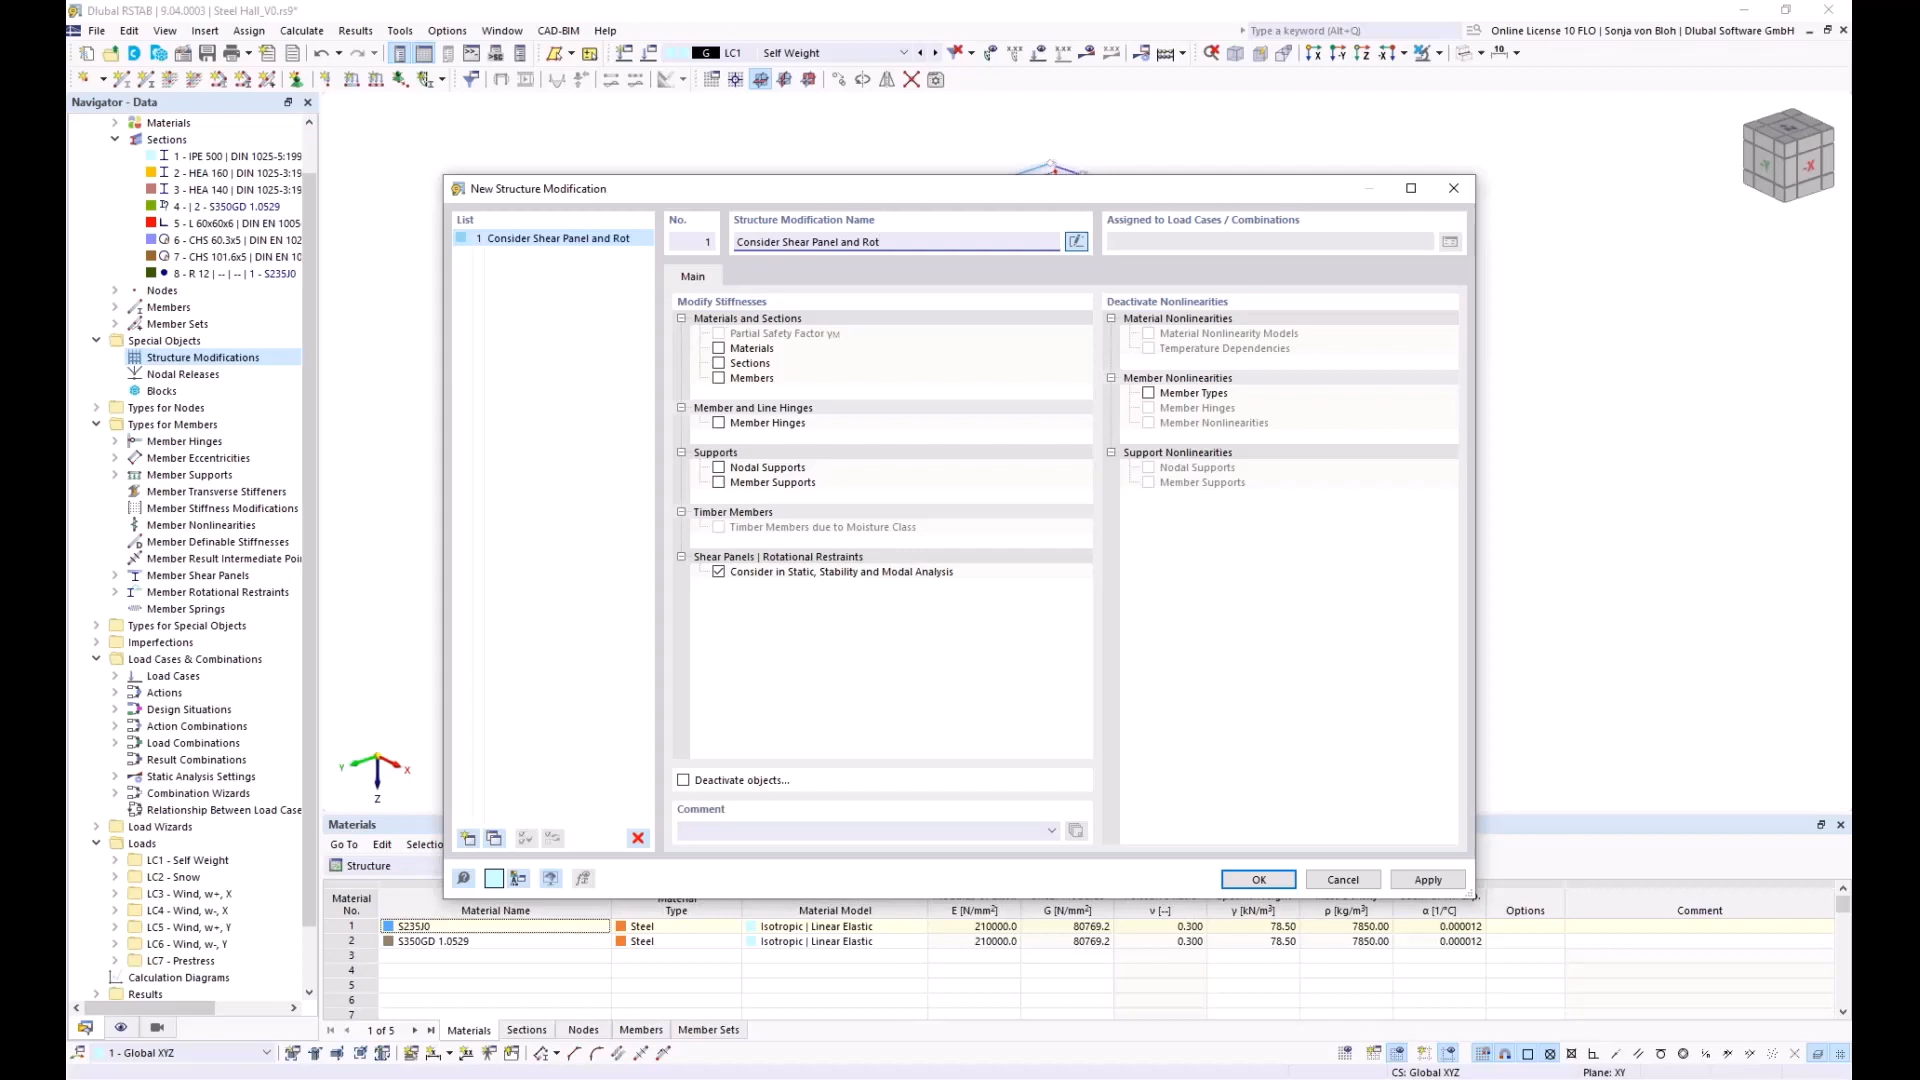 Dlubal RSTAB | 9.04.0003 | Steel Hall_V0.rs9*
File Edit View Insert Assign Calculate Results Tools Options Window CAD-BIM Help
Type a keyword (Alt+Q)
Online License 10 FLO | Sonja von Bloh | Dlubal Software GmbH
G LC1 Self Weight
Navigator - Data
Materials
Sections
1 - IPE 500 | DIN 1025-5:199
2 - HEA 160 | DIN 1025-3:19
3 - HEA 140 | DIN 1025-3:19
4 - | 2 - S350GD 1.0529
5 - L 60x60x6 | DIN EN 1005
6 - CHS 60.3x5 | DIN EN 102
7 - CHS 101.6x5 | DIN EN 10
8 - R 12 | -- | -- | 1 - S235J0
Nodes
Members
Member Sets
Special Objects
Structure Modifications
Nodal Releases
Blocks
Types for Nodes
Types for Members
Member Hinges
Member Eccentricities
Member Supports
Member Transverse Stiffeners
Member Stiffness Modifications
Member Nonlinearities
Member Definable Stiffnesses
Member Result Intermediate Poi
Member Shear Panels
Member Rotational Restraints
Member Springs
Types for Special Objects
Imperfections
Load Cases & Combinations
Load Cases
Actions
Design Situations
Action Combinations
Load Combinations
Result Combinations
Static Analysis Settings
Combination Wizards
Relationship Between Load Case
Load Wizards
Loads
LC1 - Self Weight
LC2 - Snow
LC3 - Wind, w+, X
LC4 - Wind, w-, X
LC5 - Wind, w+, Y
LC6 - Wind, w-, Y
LC7 - Prestress
Calculation Diagrams
Results
1 - Global XYZ
New Structure Modification
List
1 Consider Shear Panel and Rot
No.
1
Structure Modification Name
Consider Shear Panel and Rot
Assigned to Load Cases / Combinations
Main
Modify Stiffnesses
Materials and Sections
Partial Safety Factor γM
Materials
Sections
Members
Member and Line Hinges
Member Hinges
Supports
Nodal Supports
Member Supports
Timber Members
Timber Members due to Moisture Class
Shear Panels | Rotational Restraints
Consider in Static, Stability and Modal Analysis
Deactivate objects...
Comment
Deactivate Nonlinearities
Material Nonlinearities
Material Nonlinearity Models
Temperature Dependencies
Member Nonlinearities
Member Types
Member Hinges
Member Nonlinearities
Support Nonlinearities
Nodal Supports
Member Supports
OK Cancel Apply
-Y -X
Y X
Z
Materials
Go To Edit Selectio
Structure
Material No. Material Name Material Type Material Model E [N/mm²] G [N/mm²] ν [--] γ [kN/m³] ρ [kg/m³] α [1/°C] Options Comment
1 S235J0 Steel Isotropic | Linear Elastic 210000.0 80769.2 0.300 78.50 7850.00 0.000012
2 S350GD 1.0529 Steel Isotropic | Linear Elastic 210000.0 80769.2 0.300 78.50 7850.00 0.000012
3
4
5
6
7
1 of 5 Materials Sections Nodes Members Member Sets
CS: Global XYZ Plane: XY